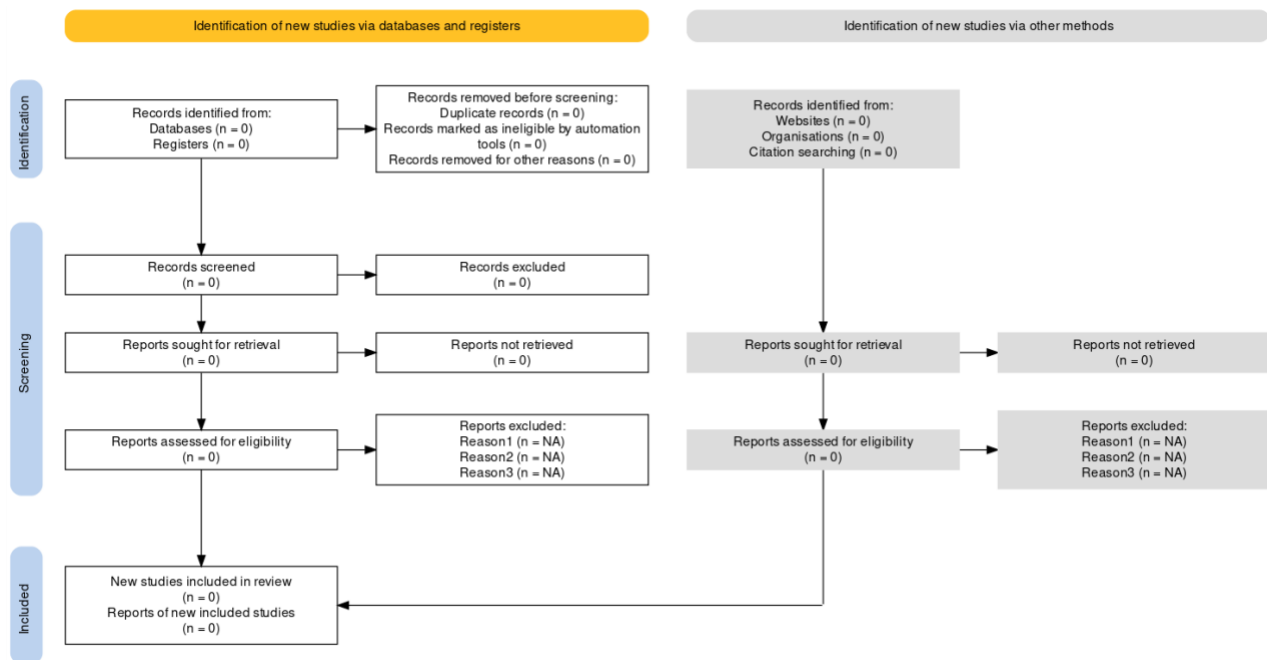 Identification of new studies via databases and registers
Identification of new studies via other methods
Identification
Records identified from:
Databases (n = 0)
Registers (n = 0)
Records removed before screening:
Duplicate records (n = 0)
Records marked as ineligible by automation
tools (n = 0)
Records removed for other reasons (n = 0)
Records identified from:
Websites (n = 0)
Organisations (n = 0)
Citation searching (n = 0)
Screening
Records screened
(n = 0)
Records excluded
(n = 0)
Reports sought for retrieval
(n = 0)
Reports not retrieved
(n = 0)
Reports sought for retrieval
(n = 0)
Reports not retrieved
(n = 0)
Reports assessed for eligibility
(n = 0)
Reports excluded:
Reason1 (n = NA)
Reason2 (n = NA)
Reason3 (n = NA)
Reports assessed for eligibility
(n = 0)
Reports excluded:
Reason1 (n = NA)
Reason2 (n = NA)
Reason3 (n = NA)
Included
New studies included in review
(n = 0)
Reports of new included studies
(n = 0)